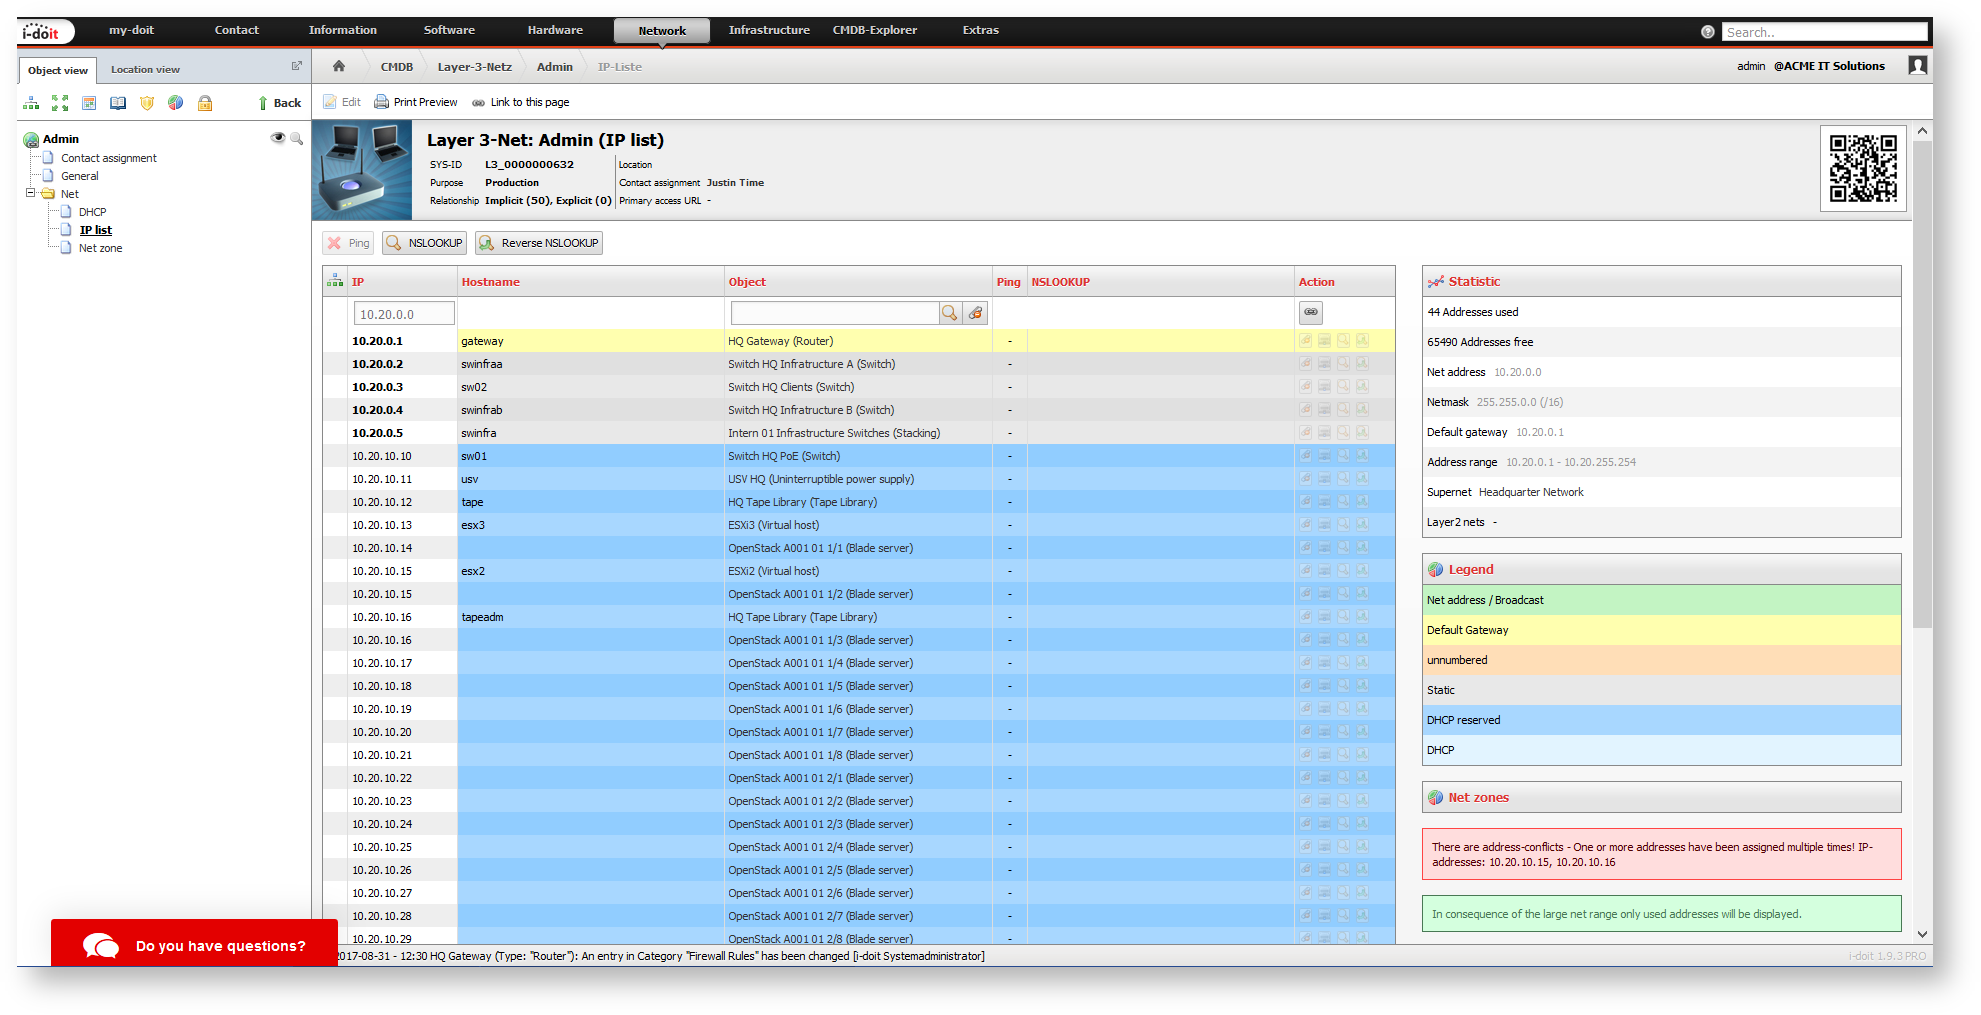 i-doit
my-doit Contact Information Software Hardware Network Infrastructure CMDB-Explorer Extras Search..
Object view Location view
CMDB Layer-3-Netz Admin IP-Liste
admin @ACME IT Solutions
Back
Edit Print Preview Link to this page
Admin
Contact assignment
General
Net
DHCP
IP list
Net zone
Layer 3-Net: Admin (IP list)
SYS-ID L3_0000000632 Location
Purpose Production Contact assignment Justin Time
Relationship Implicit (50), Explicit (0) Primary access URL -
Ping NSLOOKUP Reverse NSLOOKUP
IP Hostname Object Ping NSLOOKUP Action
10.20.0.0
10.20.0.1 gateway HQ Gateway (Router) -
10.20.0.2 swinfraa Switch HQ Infratructure A (Switch) -
10.20.0.3 sw02 Switch HQ Clients (Switch) -
10.20.0.4 swinfrab Switch HQ Infratructure B (Switch) -
10.20.0.5 swinfra Intern 01 Infrastructure Switches (Stacking) -
10.20.10.10 sw01 Switch HQ PoE (Switch) -
10.20.10.11 usv USV HQ (Uninterruptible power supply) -
10.20.10.12 tape HQ Tape Library (Tape Library) -
10.20.10.13 esx3 ESXi3 (Virtual host) -
10.20.10.14 OpenStack A001 01 1/1 (Blade server) -
10.20.10.15 esx2 ESXi2 (Virtual host) -
10.20.10.15 OpenStack A001 01 1/2 (Blade server) -
10.20.10.16 tapeadm HQ Tape Library (Tape Library) -
10.20.10.16 OpenStack A001 01 1/3 (Blade server) -
10.20.10.17 OpenStack A001 01 1/4 (Blade server) -
10.20.10.18 OpenStack A001 01 1/5 (Blade server) -
10.20.10.19 OpenStack A001 01 1/6 (Blade server) -
10.20.10.20 OpenStack A001 01 1/7 (Blade server) -
10.20.10.21 OpenStack A001 01 1/8 (Blade server) -
10.20.10.22 OpenStack A001 01 2/1 (Blade server) -
10.20.10.23 OpenStack A001 01 2/2 (Blade server) -
10.20.10.24 OpenStack A001 01 2/3 (Blade server) -
10.20.10.25 OpenStack A001 01 2/4 (Blade server) -
10.20.10.26 OpenStack A001 01 2/5 (Blade server) -
10.20.10.27 OpenStack A001 01 2/6 (Blade server) -
10.20.10.28 OpenStack A001 01 2/7 (Blade server) -
10.20.10.29 OpenStack A001 01 2/8 (Blade server) -
Statistic
44 Addresses used
65490 Addresses free
Net address 10.20.0.0
Netmask 255.255.0.0 (/16)
Default gateway 10.20.0.1
Address range 10.20.0.1 - 10.20.255.254
Supernet Headquarter Network
Layer2 nets -
Legend
Net address / Broadcast
Default Gateway
unnumbered
Static
DHCP reserved
DHCP
Net zones
There are address-conflicts - One or more addresses have been assigned multiple times! IP-
addresses: 10.20.10.15, 10.20.10.16
In consequence of the large net range only used addresses will be displayed.
Do you have questions?
2017-08-31 - 12:30 HQ Gateway (Type: "Router"): An entry in Category "Firewall Rules" has been changed [i-doit Systemadministrator]
i-doit 1.9.3 PRO